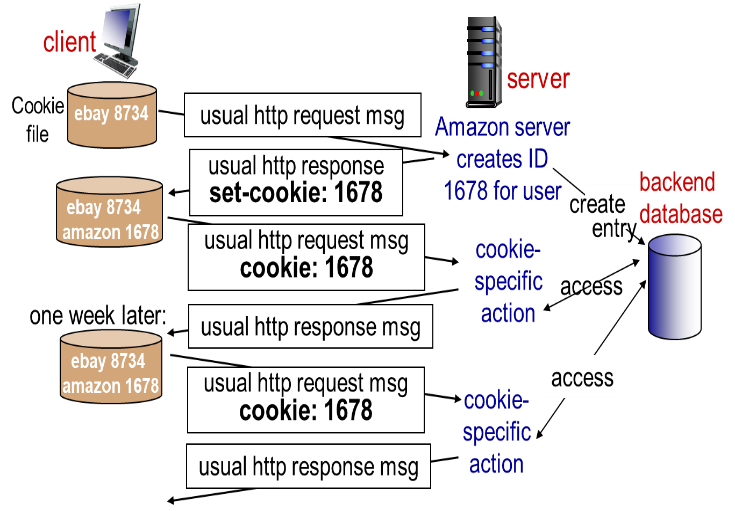 client
server
Cookie
file
ebay 8734
usual http request msg
Amazon server
creates ID
1678 for user
usual http response
set-cookie: 1678
ebay 8734
amazon 1678
create
entry
backend
database
usual http request msg
cookie: 1678
cookie-
specific
action
access
one week later:
usual http response msg
ebay 8734
amazon 1678
usual http request msg
cookie: 1678
cookie-
specific
action
access
usual http response msg